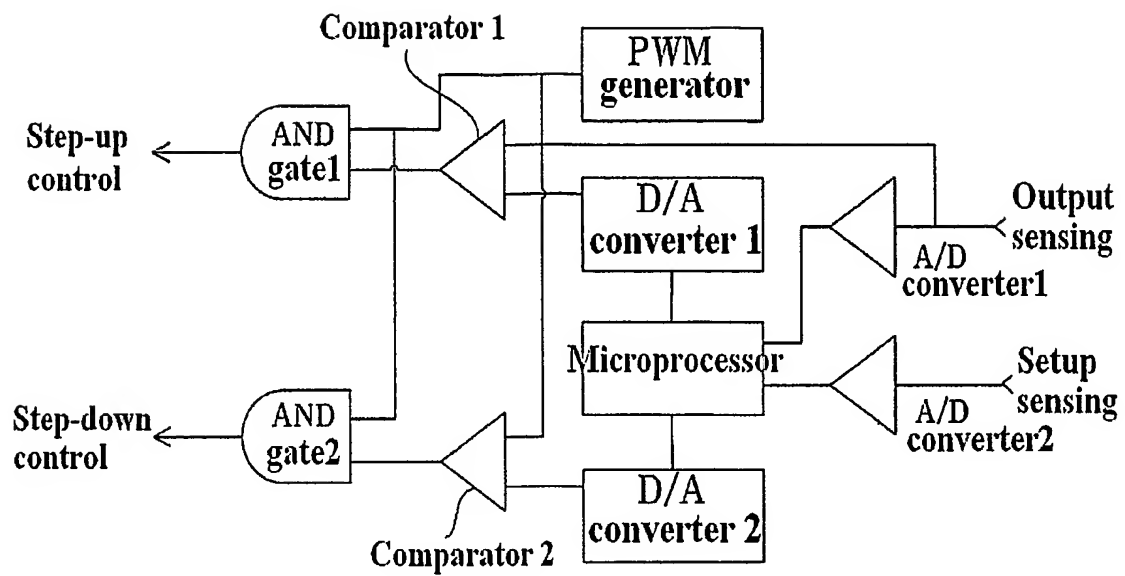 Comparator 1
PWM
generator
Step-up
control
AND
gate1
D/A
converter 1
Output
sensing
A/D
converter1
Microprocessor
Setup
sensing
A/D
converter2
Step-down
control
AND
gate2
D/A
converter 2
Comparator 2